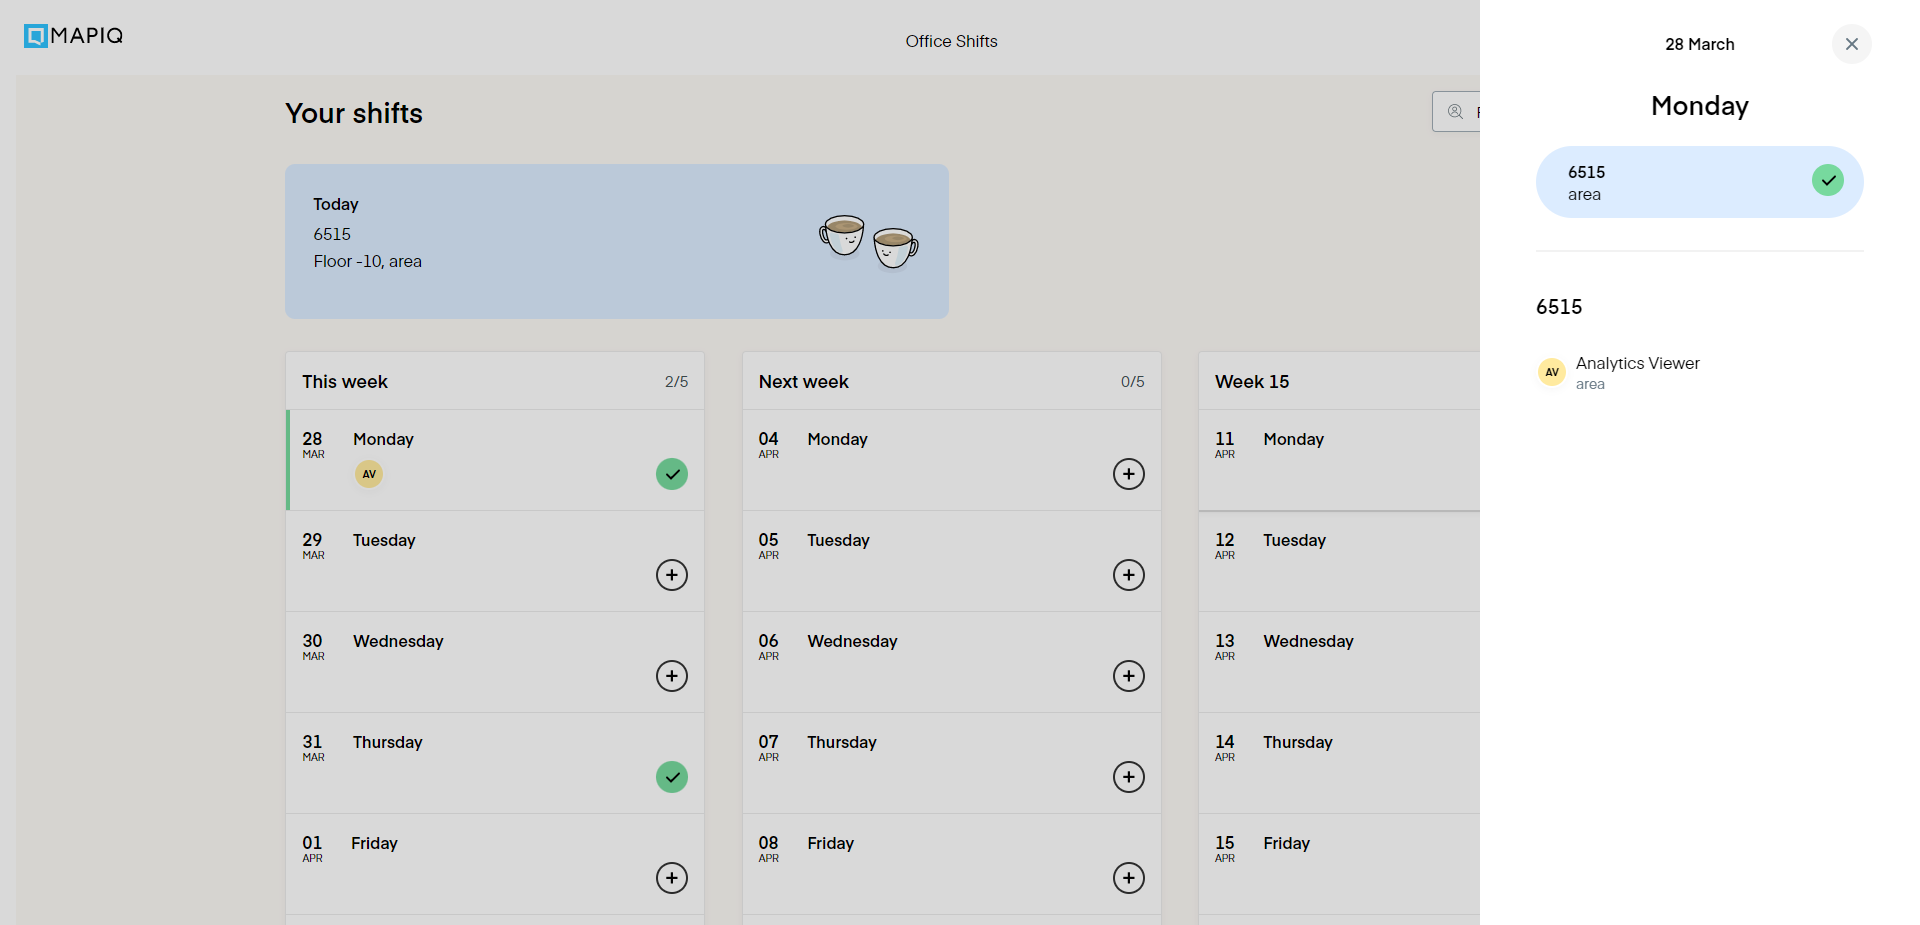 MAPIQ
Office Shifts
Your shifts
Today
6515
Floor -10, area
This week
2/5
28
MAR
Monday
AV
29
MAR
Tuesday
30
MAR
Wednesday
31
MAR
Thursday
01
APR
Friday
Next week
0/5
04
APR
Monday
05
APR
Tuesday
06
APR
Wednesday
07
APR
Thursday
08
APR
Friday
Week 15
11
APR
Monday
12
APR
Tuesday
13
APR
Wednesday
14
APR
Thursday
15
APR
Friday
28 March
Monday
6515
area
6515
AV
Analytics Viewer
area